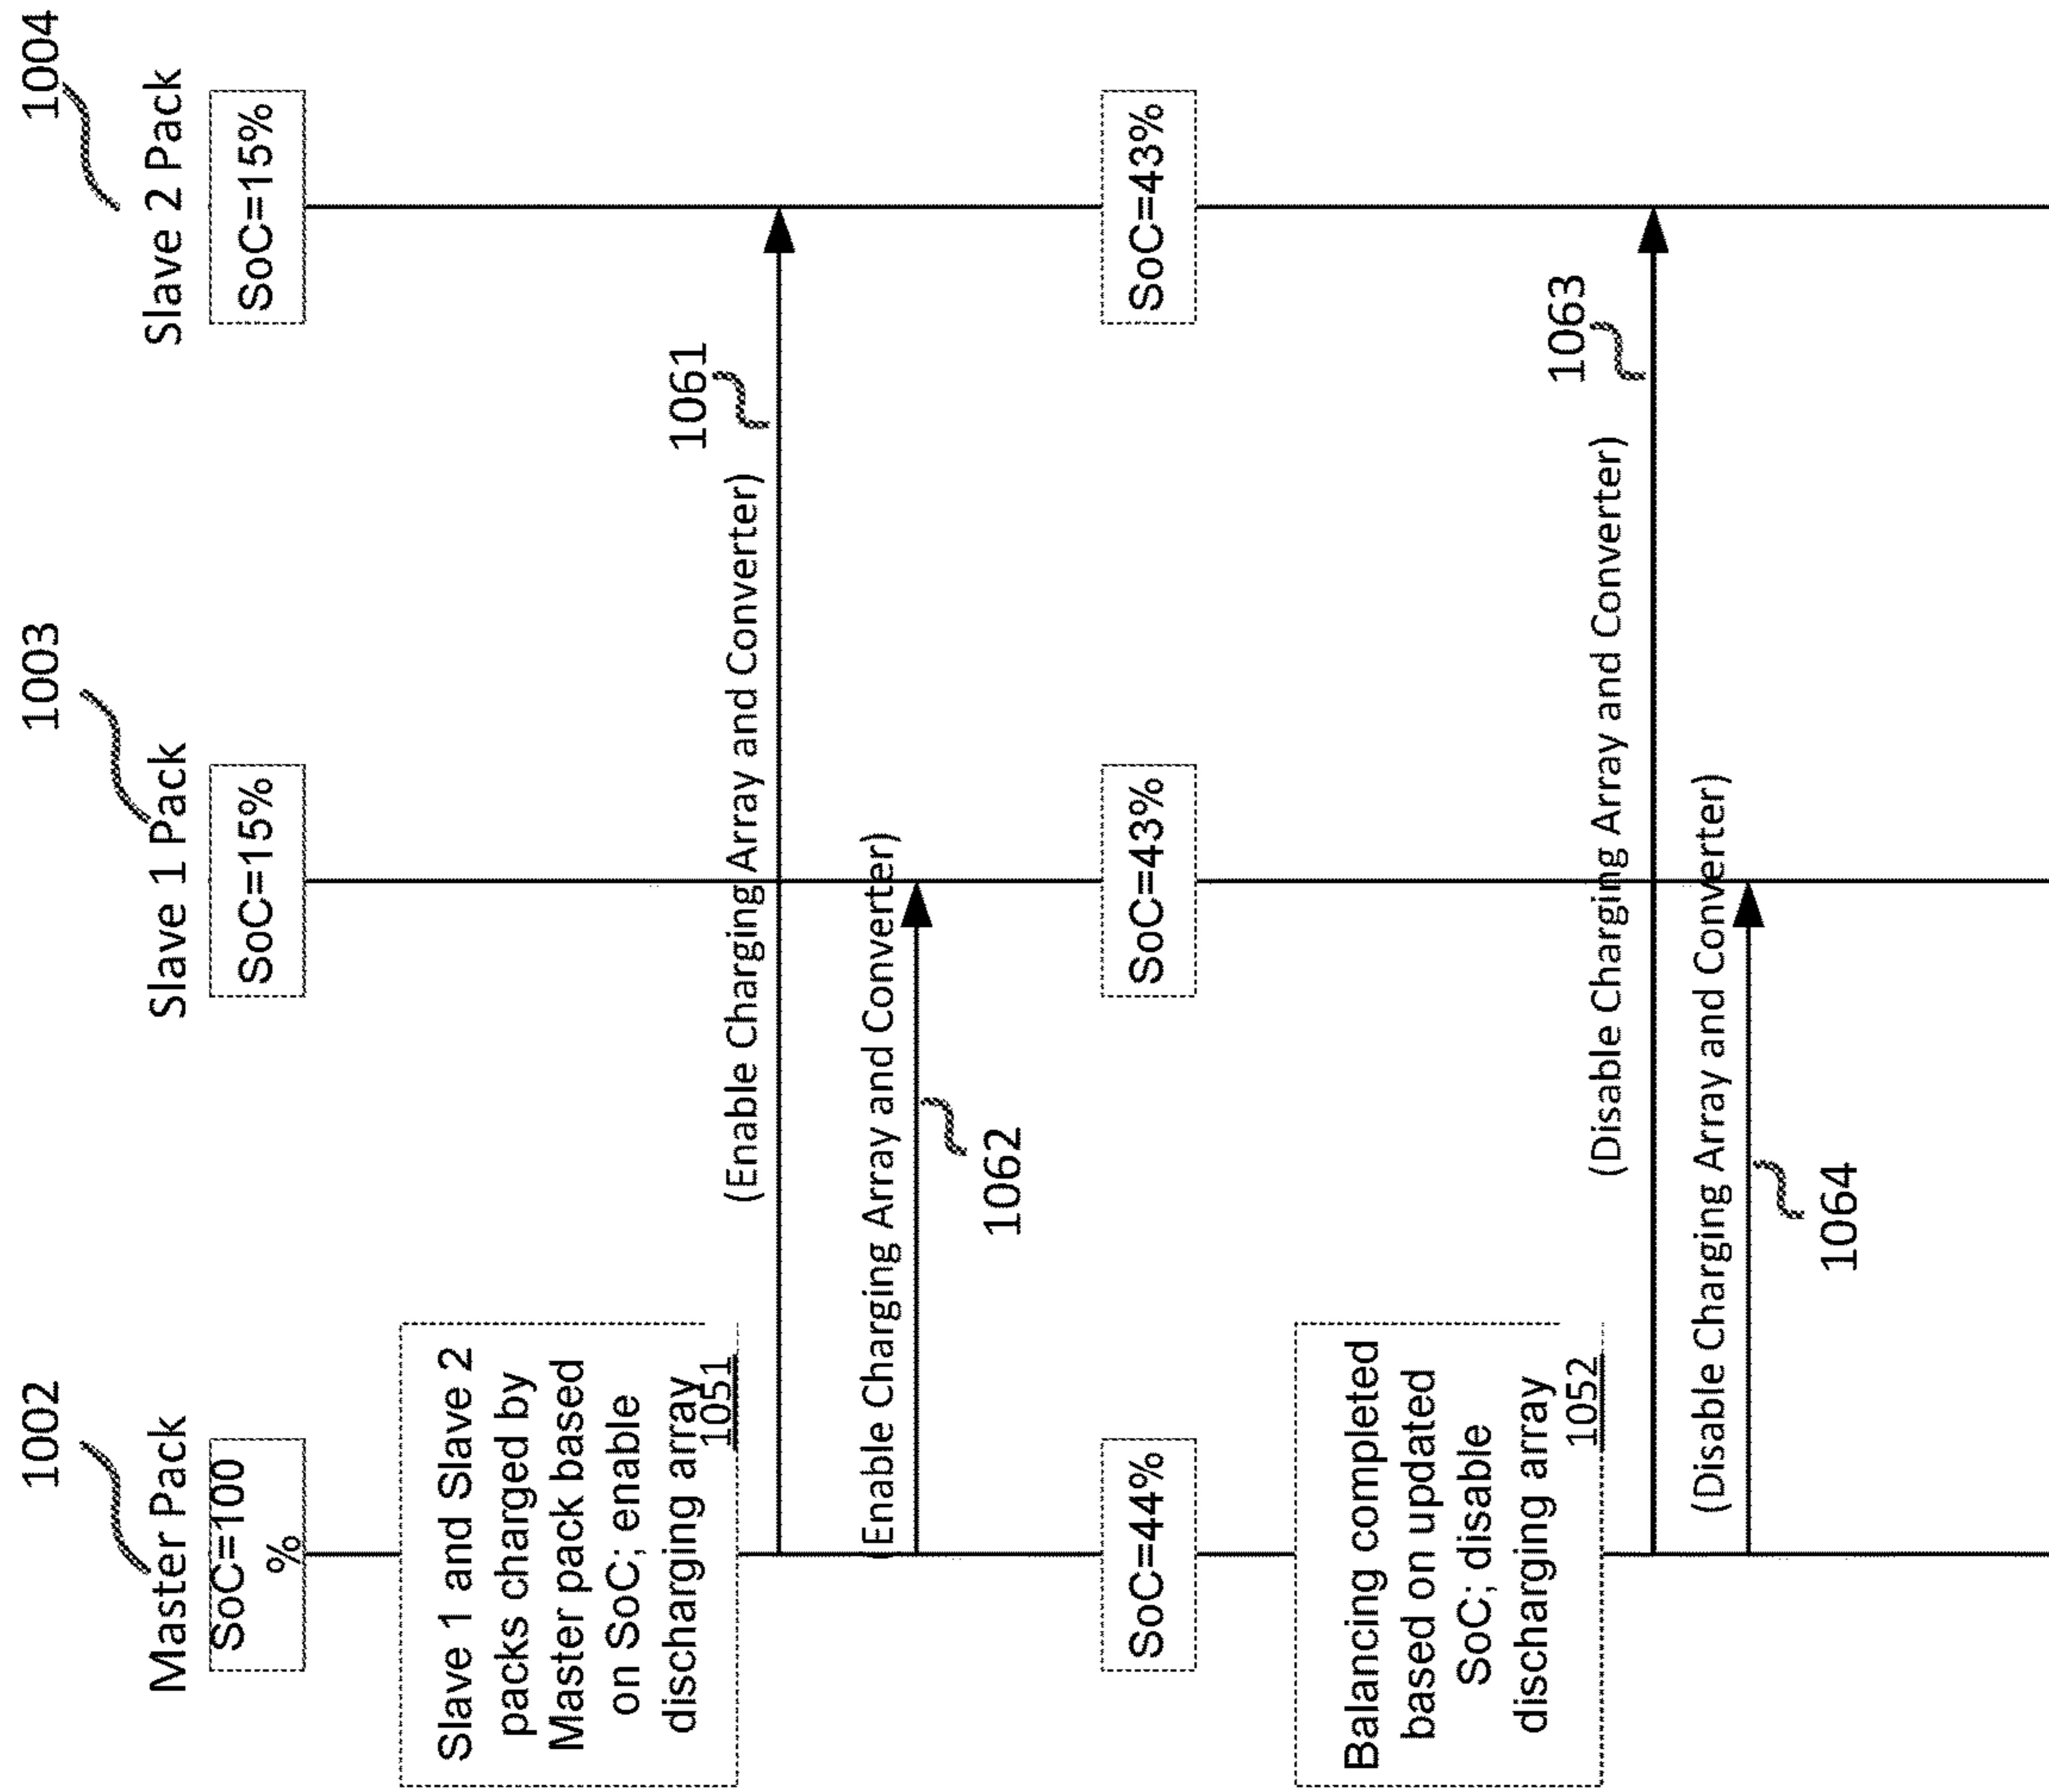 1002
1003
1004
Master Pack
Slave 1 Pack
Slave 2 Pack
SoC=100
%
SoC=15%
SoC=15%
Slave 1 and Slave 2
packs charged by
Master pack based
on SoC; enable
discharging array
1051
(Enable Charging Array and Converter)
1061
(Enable Charging Array and Converter)
1062
SoC=44%
SoC=43%
SoC=43%
Balancing completed
based on updated
SoC; disable
discharging array
1052
(Disable Charging Array and Converter)
1063
(Disable Charging Array and Converter)
1064